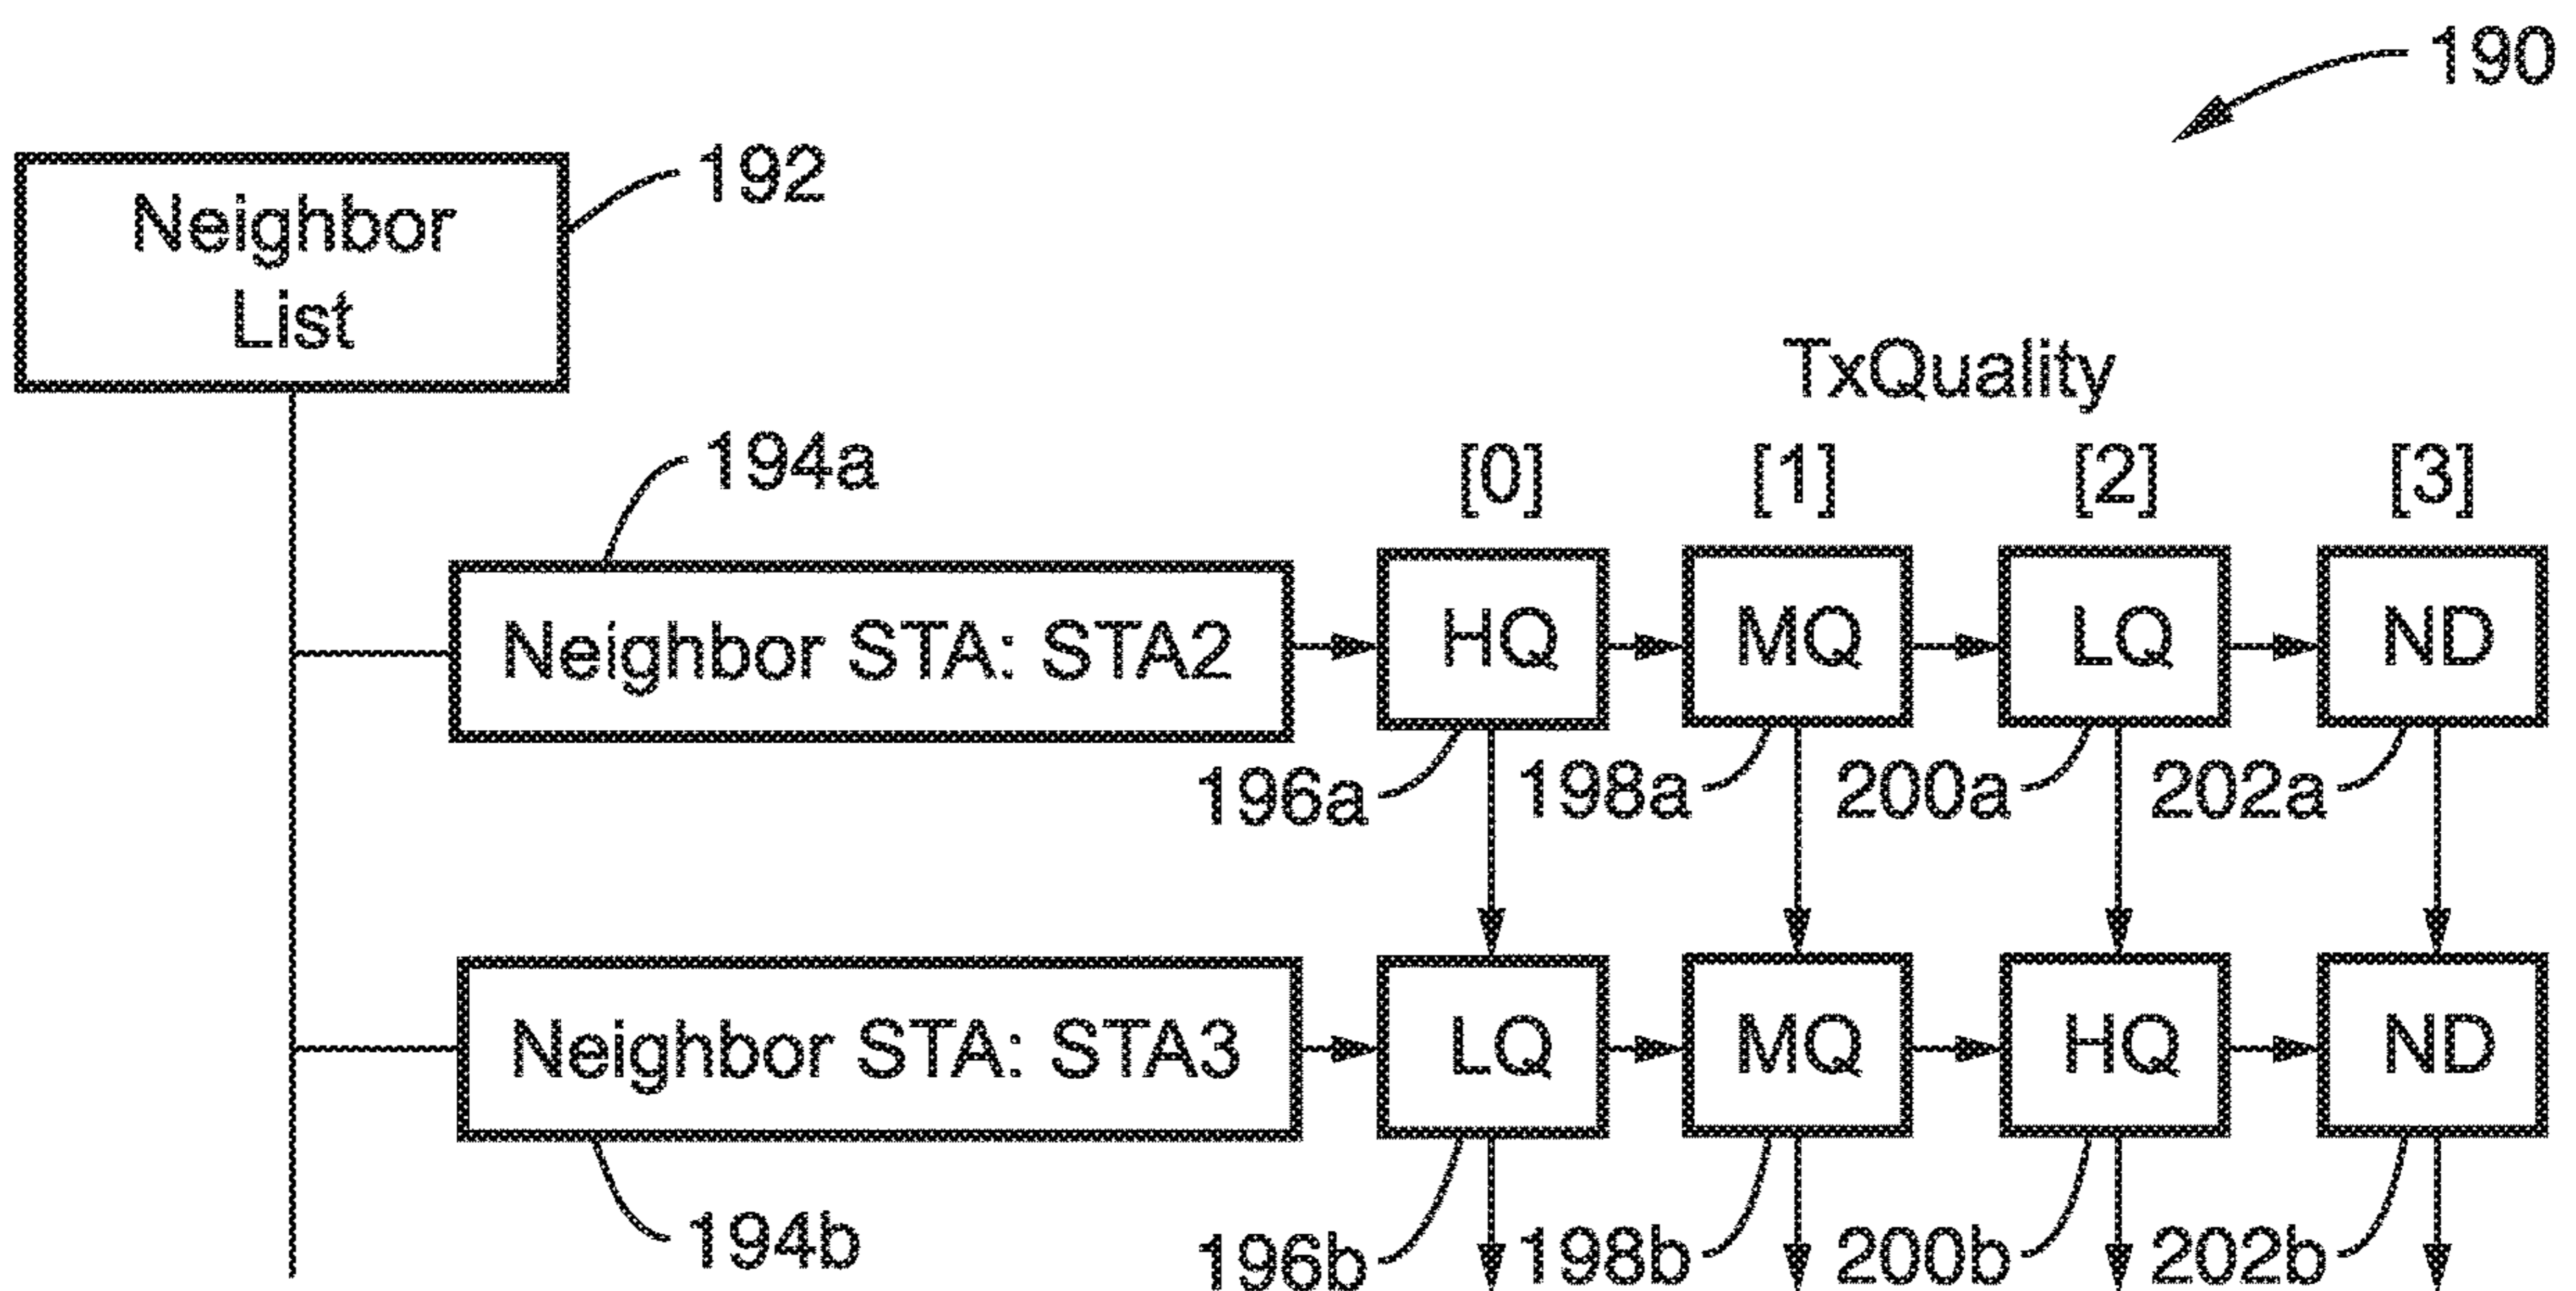 190
192
Neighbor
List
TxQuality
194a
[0] [1] [2] [3]
Neighbor STA: STA2 HQ MQ LQ ND
196a 198a 200a 202a
Neighbor STA: STA3 LQ MQ HQ ND
194b 196b 198b 200b 202b